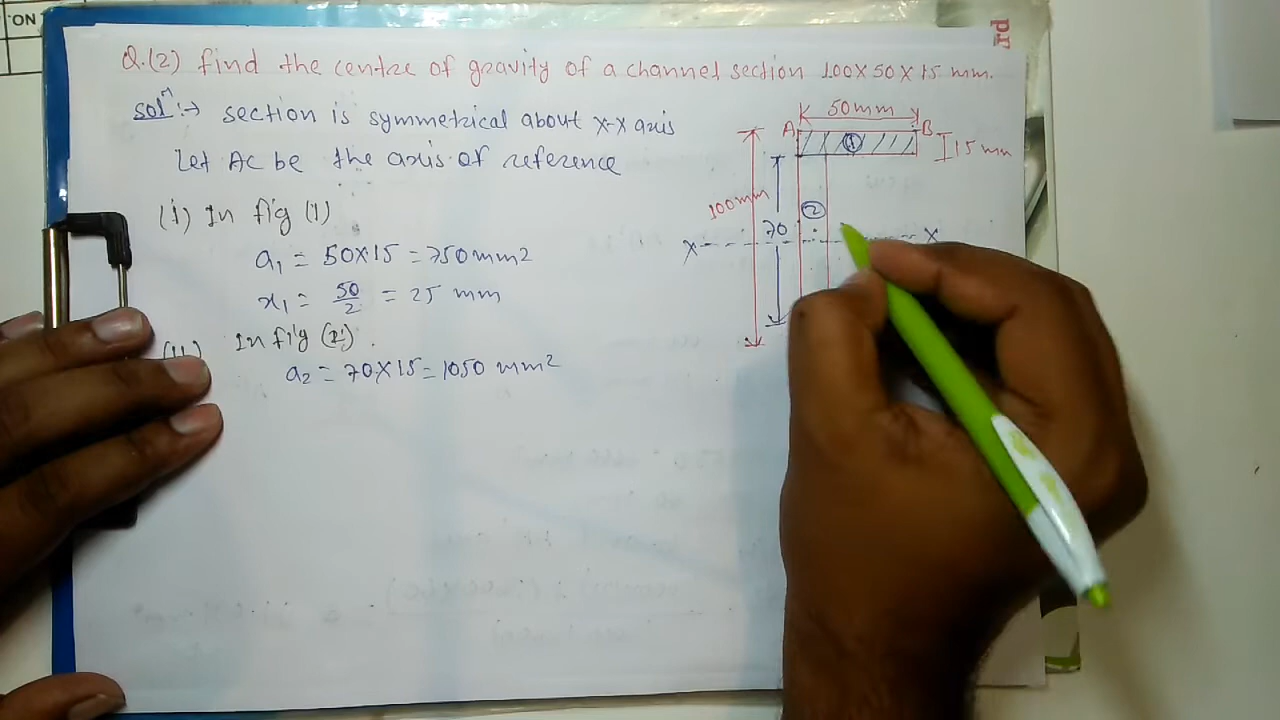 ON
rd
Q.(2) find the centre of gravity of a channel section 100×50×15 mm.
solⁿ:→ section is symmetrical about x-x axis
Let AC be the axis of reference
(i) In fig (1)
a1 = 50×15 = 750mm2
x1 = 50/2 = 25 mm
(ii) In fig (2).
a2 = 70×15 = 1050 mm2
50mm
A
B
1
15 mm
100mm
2
70
X
X